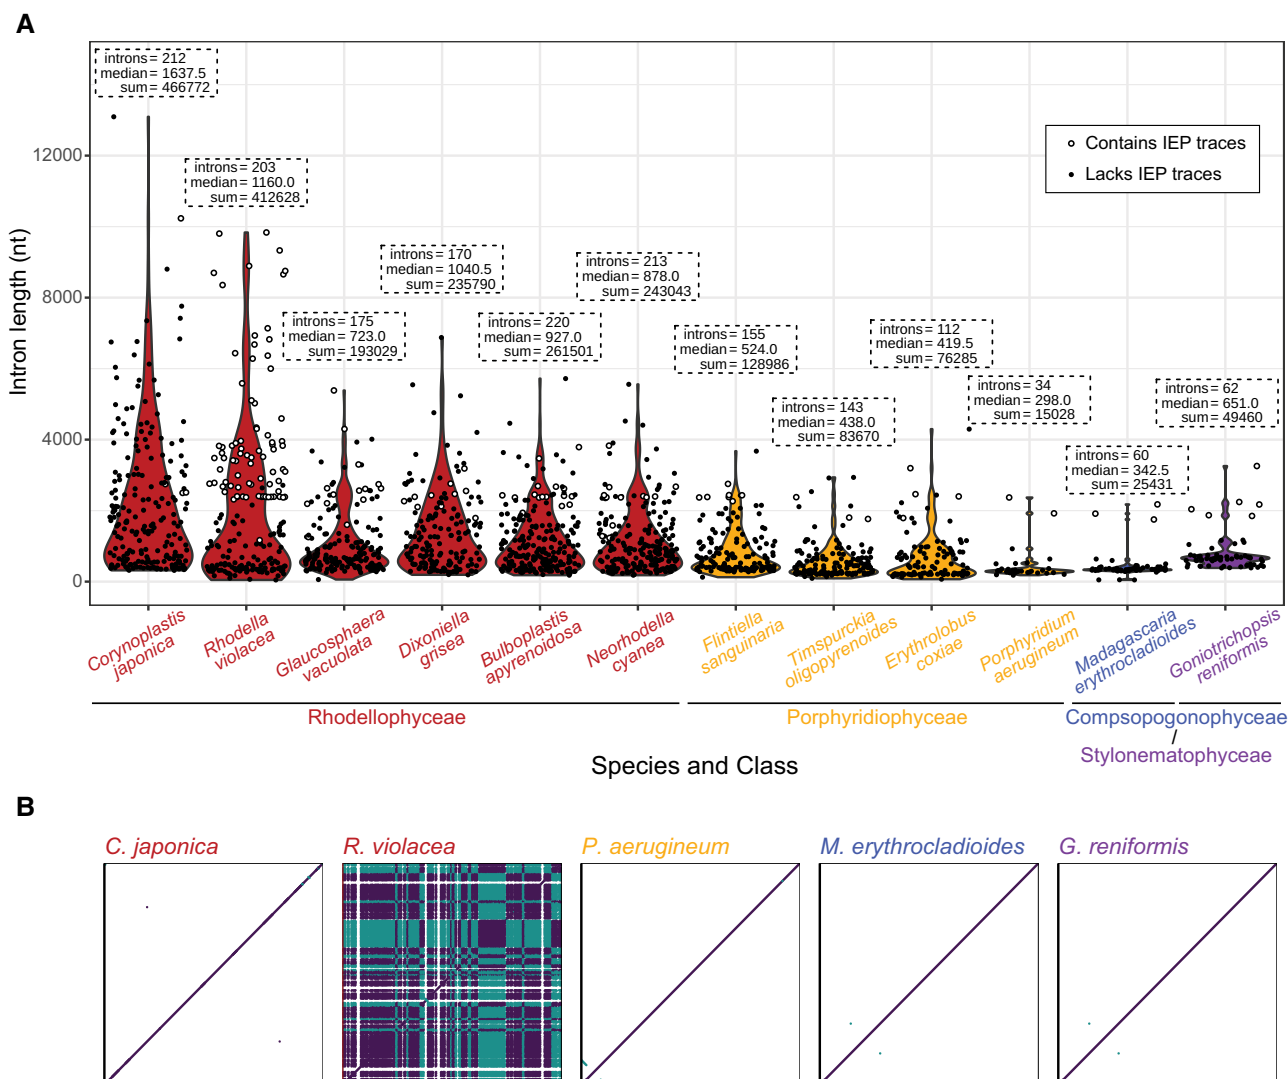 A
introns= 212
median= 1637.5
sum= 466772
introns= 203
median= 1160.0
sum= 412628
introns= 175
median= 723.0
sum= 193029
introns= 170
median= 1040.5
sum= 235790
introns= 220
median= 927.0
sum= 261501
introns= 213
median= 878.0
sum= 243043
introns= 155
median= 524.0
sum= 128986
introns= 143
median= 438.0
sum= 83670
introns= 112
median= 419.5
sum= 76285
introns= 34
median= 298.0
sum= 15028
introns= 60
median= 342.5
sum= 25431
introns= 62
median= 651.0
sum= 49460
Contains IEP traces
Lacks IEP traces
Intron length (nt)
12000
8000
4000
0
Corynoplastis
japonica
Rhodella
violacea
Glaucosphaera
vacuolata
Dixoniella
grisea
Bulboplastis
apyrenoidosa
Neorhodella
cyanea
Flintiella
sanguinaria
Timspurckia
oligopyrenoides
Erythrolobus
coxiae
Porphyridium
aerugineum
Madagascaria
erythrocladioides
Goniotrichopsis
reniformis
Rhodellophyceae
Porphyridiophyceae
Compsopogonophyceae
Stylonematophyceae
Species and Class
B
C. japonica
R. violacea
P. aerugineum
M. erythrocladioides
G. reniformis